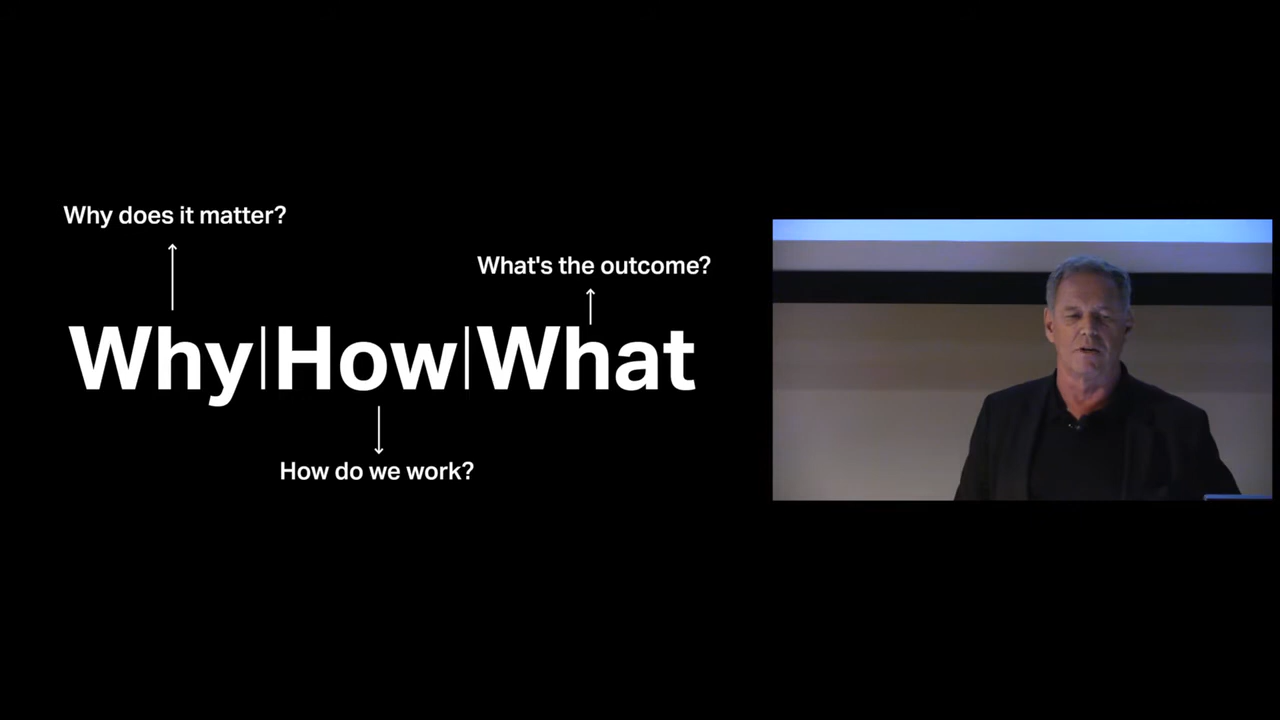 Why does it matter?
What's the outcome?
Why|How|What
How do we work?